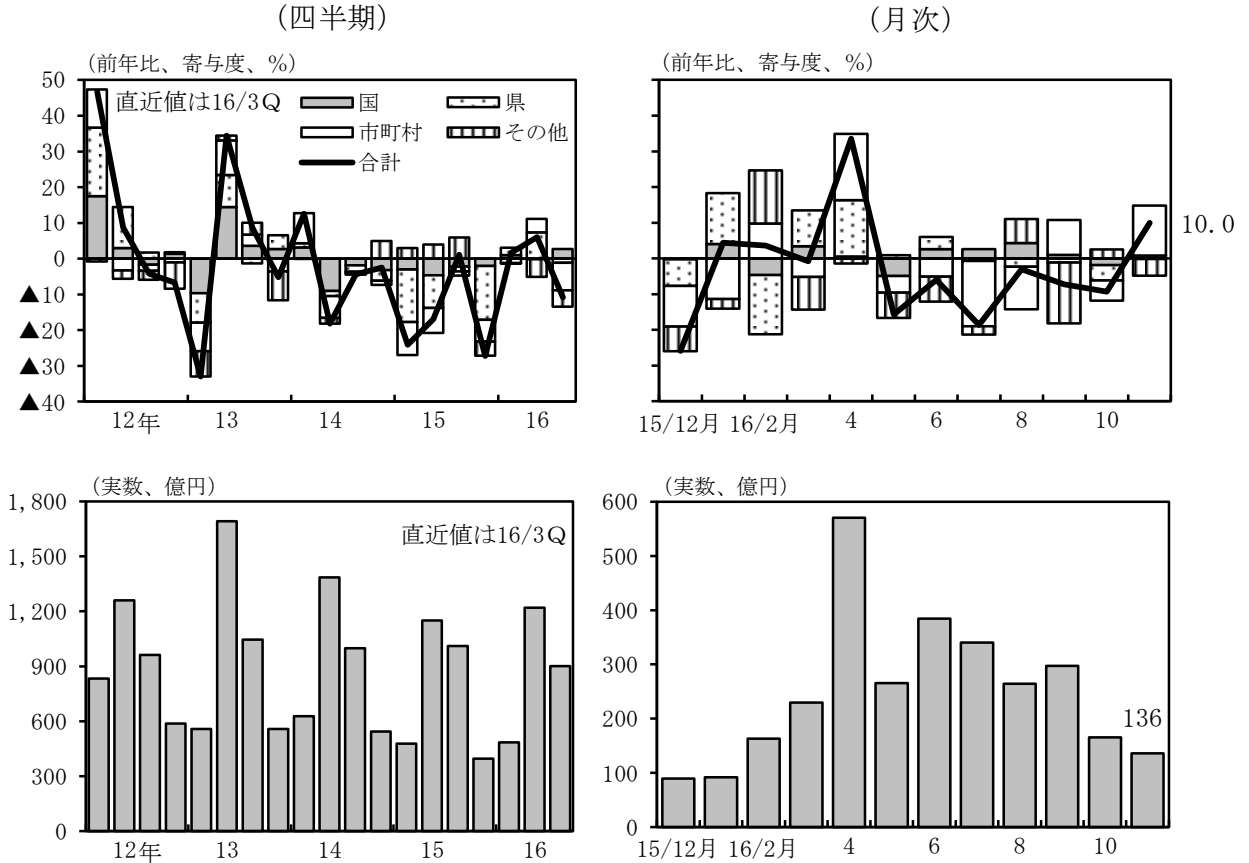 (四半期)
(月次)
(前年比、寄与度、%)
50
40
30
20
10
0
▲10
▲20
▲30
▲40
直近値は16/3Q
国
県
市町村
その他
合計
12年 13 14 15 16
(前年比、寄与度、%)
10.0
15/12月 16/2月 4 6 8 10
(実数、億円)
1,800
1,500
1,200
900
600
300
0
直近値は16/3Q
12年 13 14 15 16
(実数、億円)
600
500
400
300
200
100
0
136
15/12月 16/2月 4 6 8 10